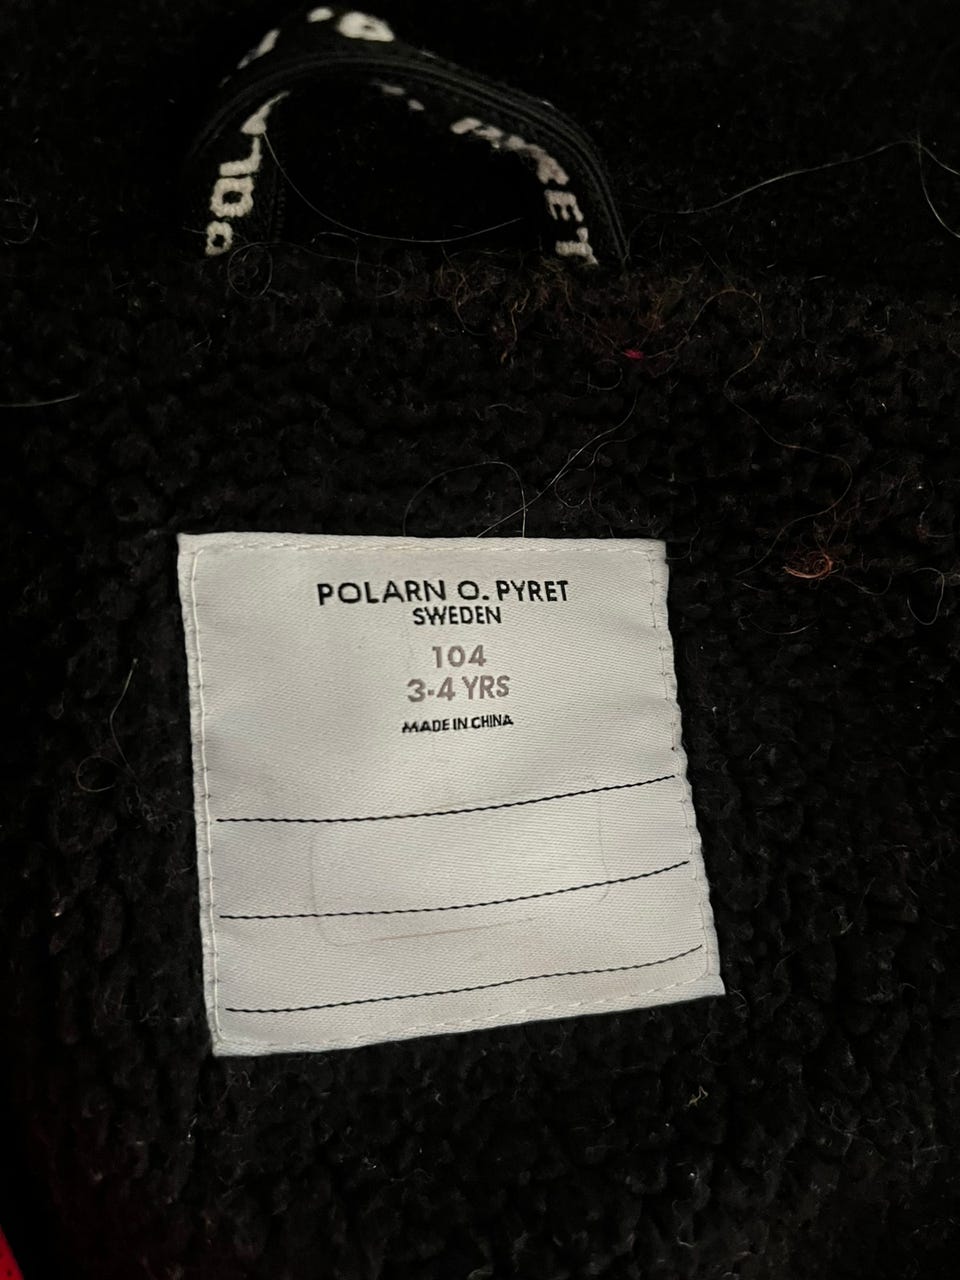 POLARN O. PYRET
SWEDEN
104
3-4 YRS
MADE IN CHINA